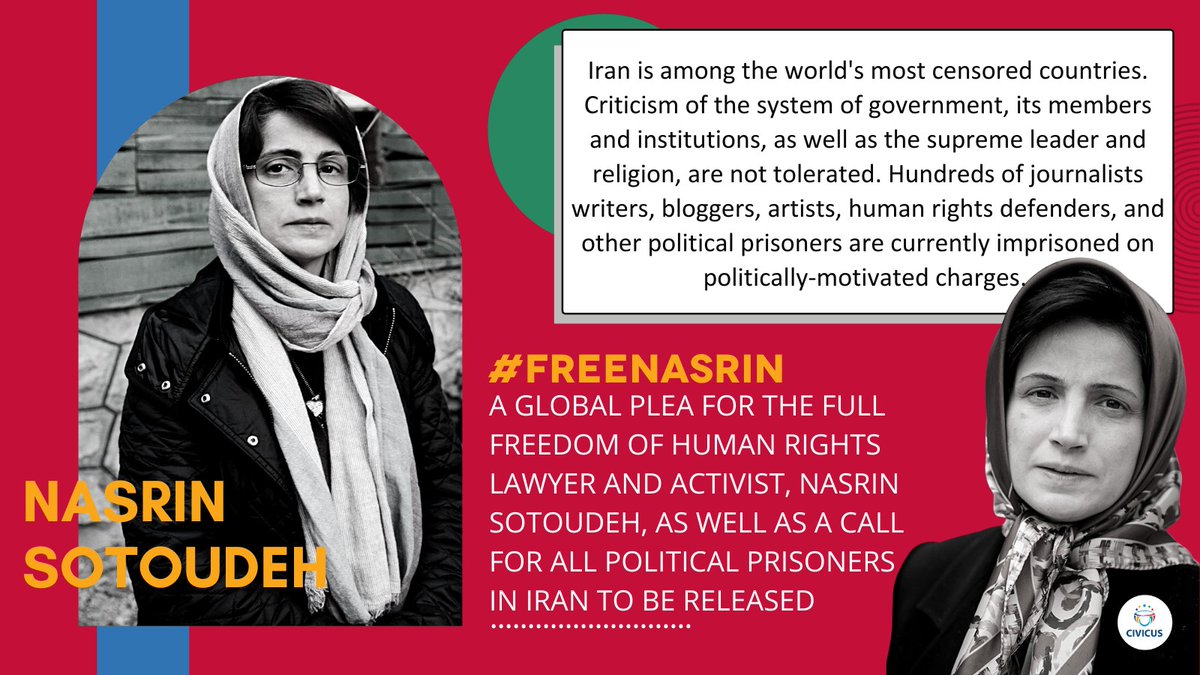 Iran is among the world's most censored countries.
Criticism of the system of government, its members
and institutions, as well as the supreme leader and
religion, are not tolerated. Hundreds of journalists
writers, bloggers, artists, human rights defenders, and
other political prisoners are currently imprisoned on
politically-motivated charges.
#FREENASRIN
A GLOBAL PLEA FOR THE FULL
FREEDOM OF HUMAN RIGHTS
LAWYER AND ACTIVIST, NASRIN
SOTOUDEH, AS WELL AS A CALL
FOR ALL POLITICAL PRISONERS
IN IRAN TO BE RELEASED
NASRIN
SOTOUDEH
CIVICUS